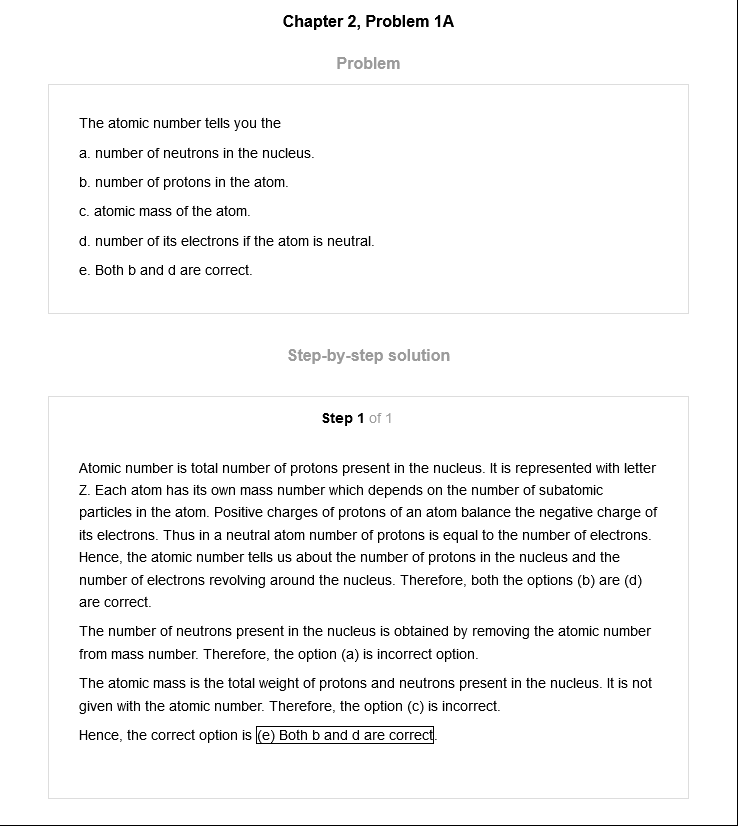 Chapter 2, Problem 1A
Problem
The atomic number tells you the
a. number of neutrons in the nucleus.
b. number of protons in the atom.
c. atomic mass of the atom.
d. number of its electrons if the atom is neutral.
e. Both b and d are correct.
Step-by-step solution
Step 1 of 1
Atomic number is total number of protons present in the nucleus. It is represented with letter
Z. Each atom has its own mass number which depends on the number of subatomic
particles in the atom. Positive charges of protons of an atom balance the negative charge of
its electrons. Thus in a neutral atom number of protons is equal to the number of electrons.
Hence, the atomic number tells us about the number of protons in the nucleus and the
number of electrons revolving around the nucleus. Therefore, both the options (b) are (d)
are correct.
The number of neutrons present in the nucleus is obtained by removing the atomic number
from mass number. Therefore, the option (a) is incorrect option.
The atomic mass is the total weight of protons and neutrons present in the nucleus. It is not
given with the atomic number. Therefore, the option (c) is incorrect.
Hence, the correct option is (e) Both b and d are correct.